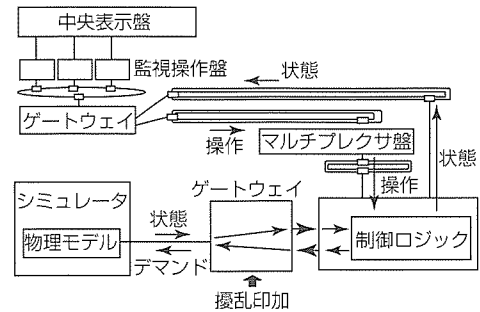 中央表示盤
監視操作盤
状態
ゲートウェイ
操作
マルチプレクサ盤
状態
操作
ゲートウェイ
シミュレータ
状態
物理モデル
制御ロジック
デマンド
擾乱印加